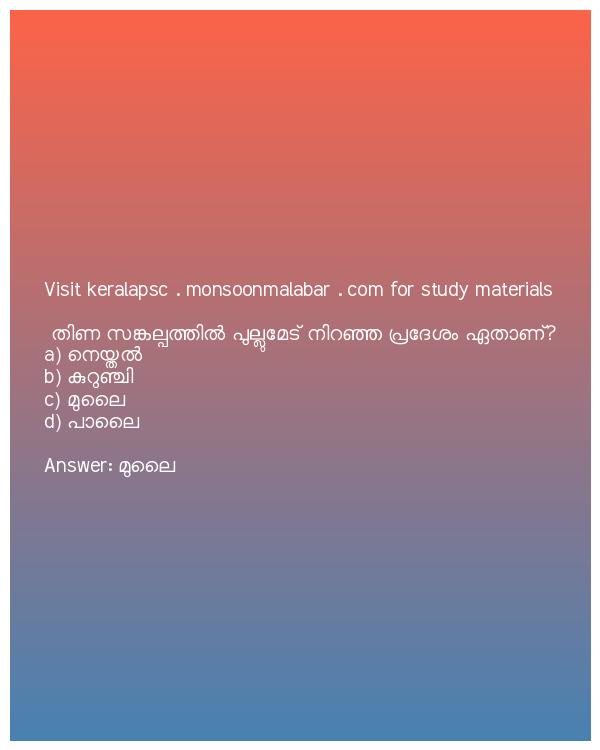 Visit keralapsc . monsoonmalabar . com for study materials
തിണ സങ്കല്പത്തിൽ പുല്ലുമേട് നിറഞ്ഞ പ്രദേശം ഏതാണ്?
a) നെയ്തൽ
b) കുറുഞ്ചി
c) മുലൈ
d) പാലൈ
Answer: മുലൈ